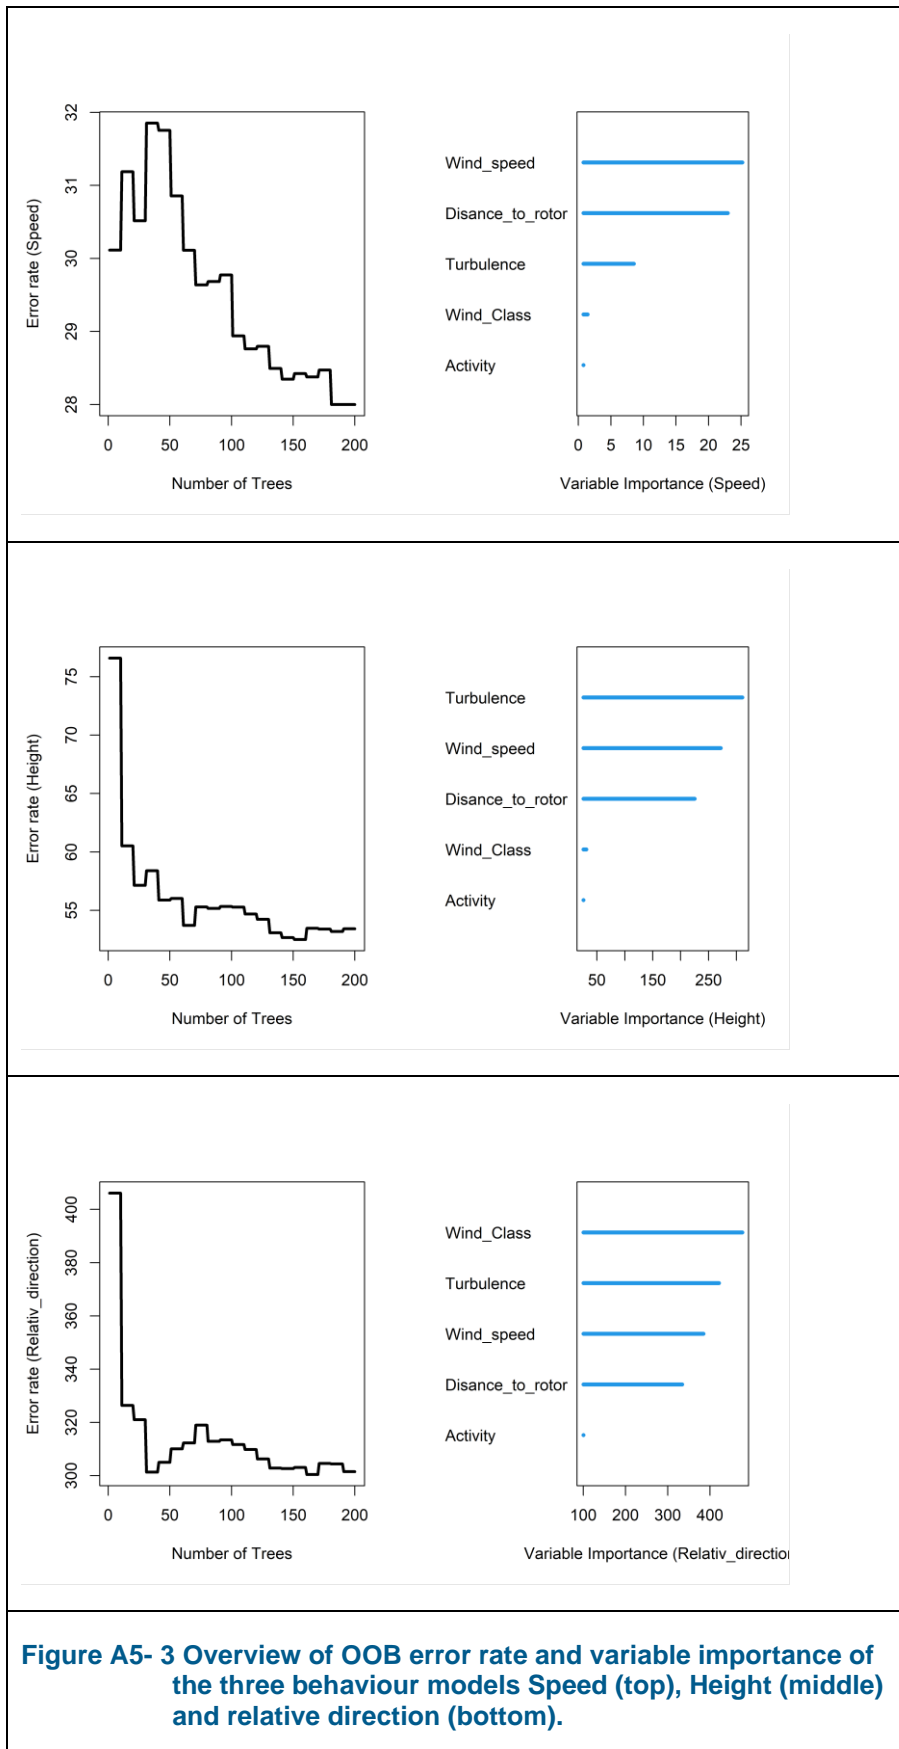 Error rate (Speed)
32
31
30
29
28
0 50 100 150 200
Number of Trees
Wind_speed
Disance_to_rotor
Turbulence
Wind_Class
Activity
0 5 10 15 20 25
Variable Importance (Speed)
Error rate (Height)
75
70
65
60
55
0 50 100 150 200
Number of Trees
Turbulence
Wind_speed
Disance_to_rotor
Wind_Class
Activity
50 150 250
Variable Importance (Height)
Error rate (Relativ_direction)
400
380
360
340
320
300
0 50 100 150 200
Number of Trees
Wind_Class
Turbulence
Wind_speed
Disance_to_rotor
Activity
100 200 300 400
Variable Importance (Relativ_direction
Figure A5- 3 Overview of OOB error rate and variable importance of
the three behaviour models Speed (top), Height (middle)
and relative direction (bottom).